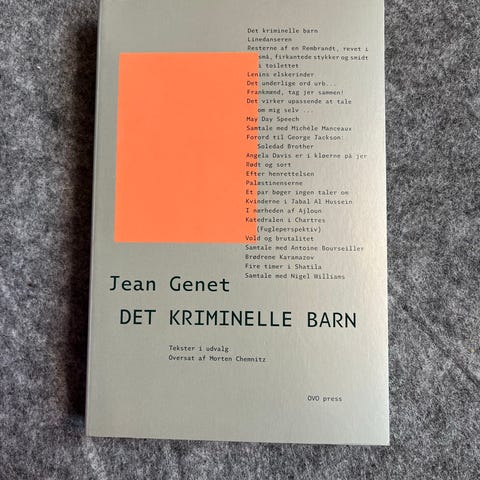 Det kriminelle barn
Linedanseren
Resterne af en Rembrandt, revet i
små, firkantede stykker og smidt
i toilettet
Lenins elskerinder
Det underlige ord urb...
Frankmænd, tag jer sammen!
Det virker upassende at tale
om mig selv ...
May Day Speech
Samtale med Michèle Manceaux
Forord til George Jackson:
Soledad Brother
Angela Davis er i kløerne på jer
Rødt og sort
Efter henrettelsen
Palæstinenserne
Et par bøger ingen taler om
Kvinderne i Jabal Al Hussein
I nærheden af Ajloun
Katedralen i Chartres
(Fugleperspektiv)
Vold og brutalitet
Samtale med Antoine Bourseiller
Brødrene Karamazov
Fire timer i Shatila
Samtale med Nigel Williams
Jean Genet
DET KRIMINELLE BARN
Tekster i udvalg
Oversat af Morten Chemnitz
OVO press